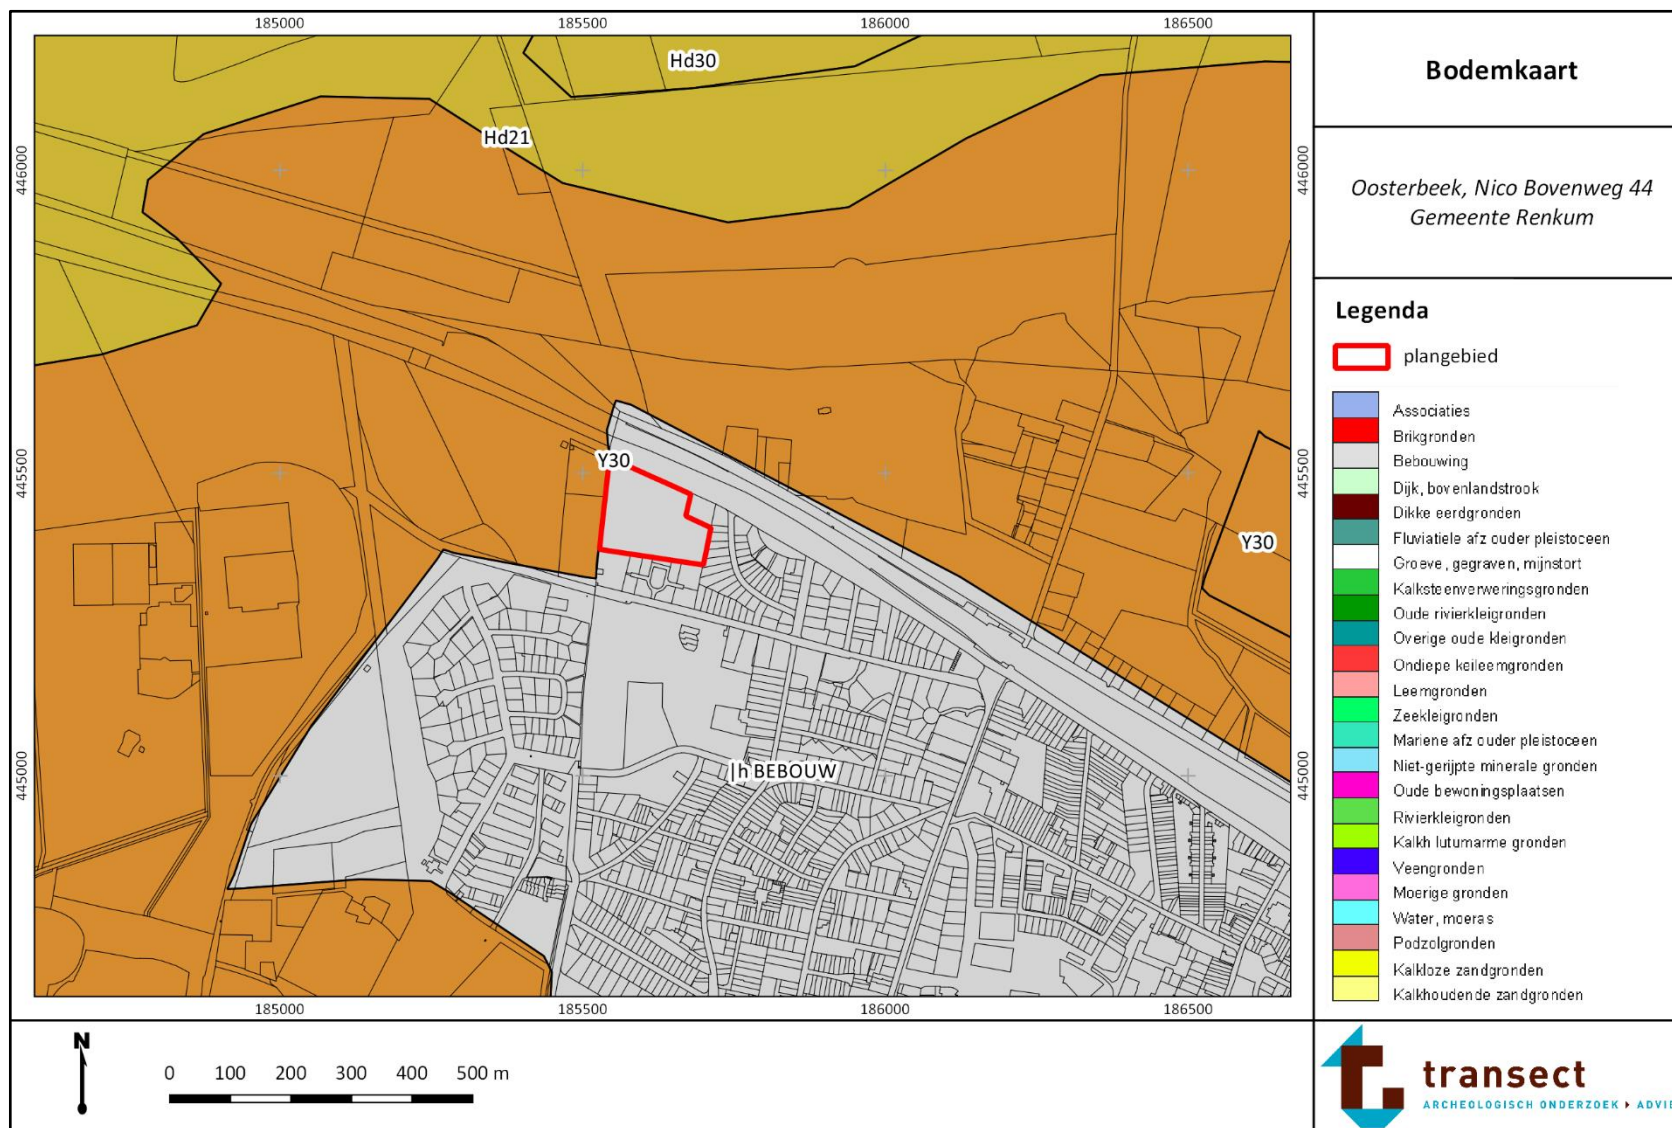 185000
185500
186000
186500
446000
445500
445000
446000
445500
445000
Hd30
Hd21
Y30
Y30
|h BEBOUW
185000
185500
186000
186500
N
0 100 200 300 400 500 m
Bodemkaart
Oosterbeek, Nico Bovenweg 44
Gemeente Renkum
Legenda
plangebied
Associaties
Brikgronden
Bebouwing
Dijk, bovenlandstrook
Dikke eerdgronden
Fluviatiele afz ouder pleistoceen
Groeve, gegraven, mijnstort
Kalksteenverweringsgronden
Oude rivierkleigronden
Overige oude kleigronden
Ondiepe keileemgronden
Leemgronden
Zeekleigronden
Mariene afz ouder pleistoceen
Niet-gerijpte minerale gronden
Oude bewoningsplaatsen
Rivierkleigronden
Kalkh lutumarme gronden
Veengronden
Moerige gronden
Water, moeras
Podzolgronden
Kalkloze zandgronden
Kalkhoudende zandgronden
transect
ARCHEOLOGISCH ONDERZOEK ▸ ADVIE